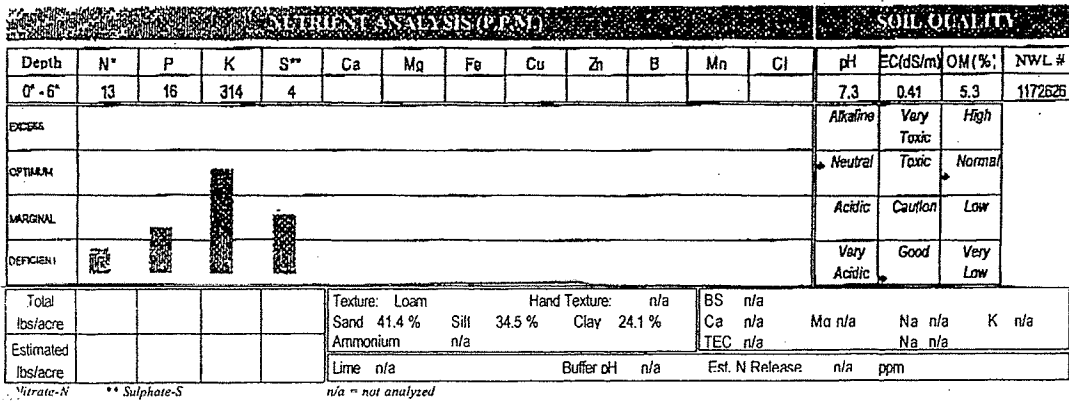 NUTRIENT ANALYSIS (P.P.M.) SOIL QUALITY
Depth N* P K S** Ca Mg Fe Cu Zn B Mn Cl pH EC(dS/m) OM(%) NWL #
0" - 6" 13 16 314 4 7.3 0.41 5.3 1172626
EXCESS Alkaline Very Toxic High
OPTIMUM Neutral Toxic Normal
MARGINAL Acidic Caution Low
DEFICIENT Very Acidic Good Very Low
Total lbs/acre
Texture: Loam Hand Texture: n/a BS n/a
Sand 41.4 % Silt 34.5 % Clay 24.1 % Ca n/a Mg n/a Na n/a K n/a
Ammonium n/a TEC n/a Na n/a
Estimated lbs/acre
Lime n/a Buffer pH n/a Est. N Release n/a ppm
Nitrate-N ** Sulphate-S n/a = not analyzed